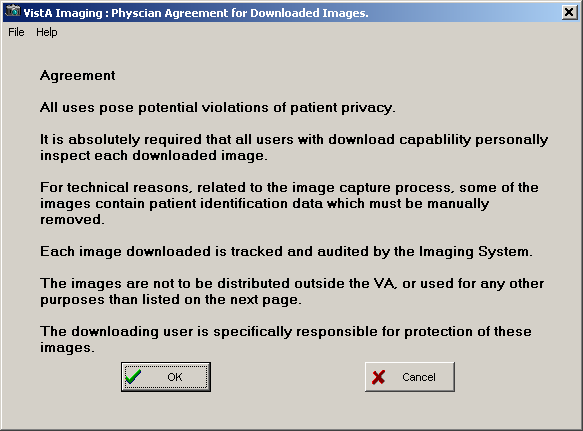 VistA Imaging : Physcian Agreement for Downloaded Images.
File Help
Agreement
All uses pose potential violations of patient privacy.
It is absolutely required that all users with download capablility personally
inspect each downloaded image.
For technical reasons, related to the image capture process, some of the
images contain patient identification data which must be manually
removed.
Each image downloaded is tracked and audited by the Imaging System.
The images are not to be distributed outside the VA, or used for any other
purposes than listed on the next page.
The downloading user is specifically responsible for protection of these
images.
OK Cancel